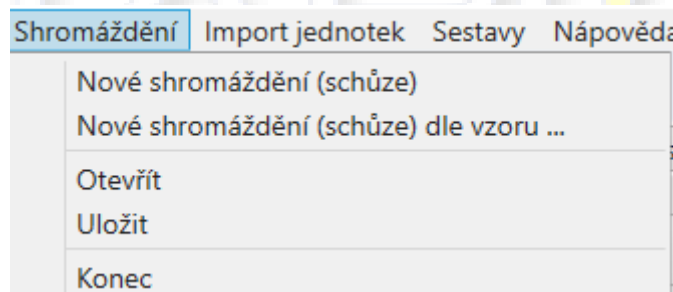 Shromáždění Import jednotek Sestavy Nápověda
Nové shromáždění (schůze)
Nové shromáždění (schůze) dle vzoru ...
Otevřít
Uložit
Konec